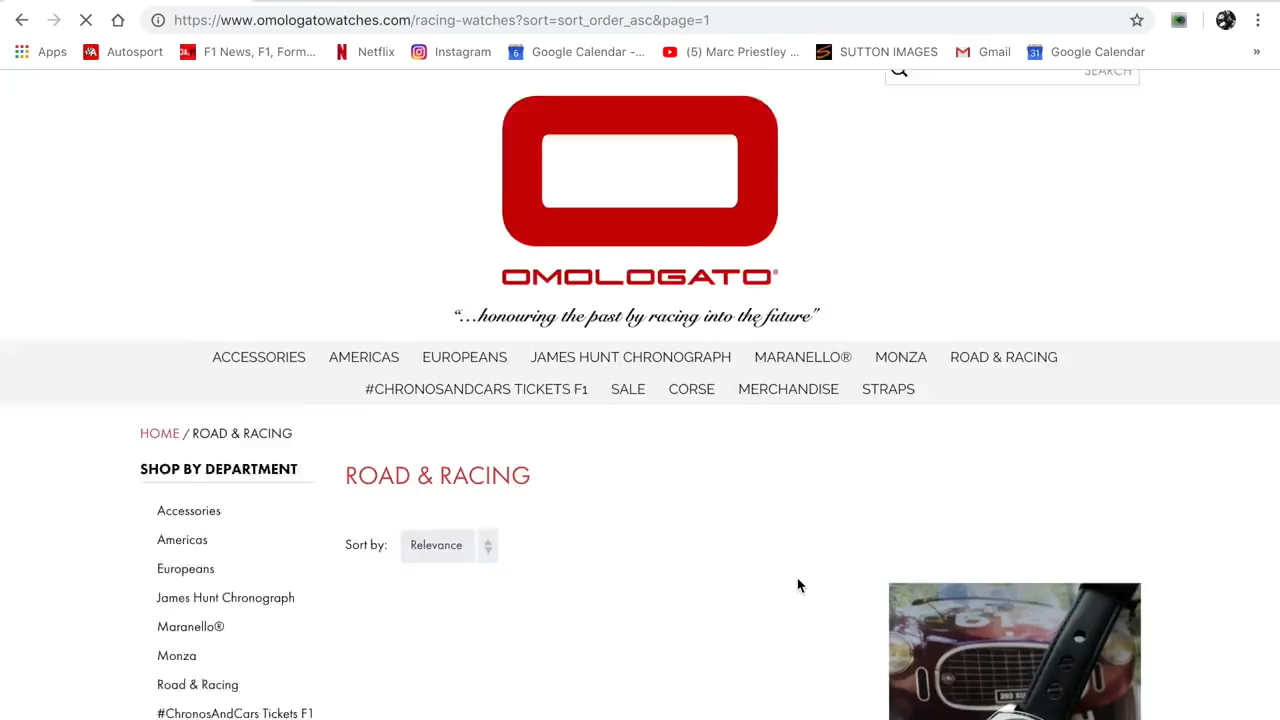 https://www.omologatowatches.com/racing-watches?sort=sort_order_asc&page=1
Apps Autosport F1 News, F1, Form... Netflix Instagram Google Calendar -... (5) Marc Priestley ... SUTTON IMAGES Gmail Google Calendar »
SEARCH
OMOLOGATO®
“...honouring the past by racing into the future”
ACCESSORIES AMERICAS EUROPEANS JAMES HUNT CHRONOGRAPH MARANELLO® MONZA ROAD & RACING
#CHRONOSANDCARS TICKETS F1 SALE CORSE MERCHANDISE STRAPS
HOME / ROAD & RACING
SHOP BY DEPARTMENT
ROAD & RACING
Accessories
Americas
Sort by: Relevance
Europeans
James Hunt Chronograph
Maranello®
Monza
Road & Racing
#ChronosAndCars Tickets F1